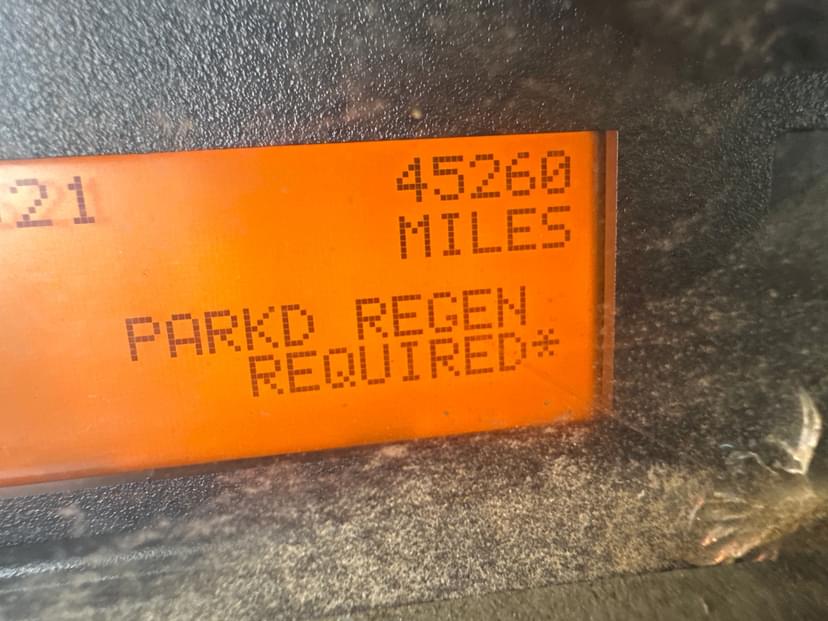 45260
MILES
PARKD REGEN
REQUIRED*